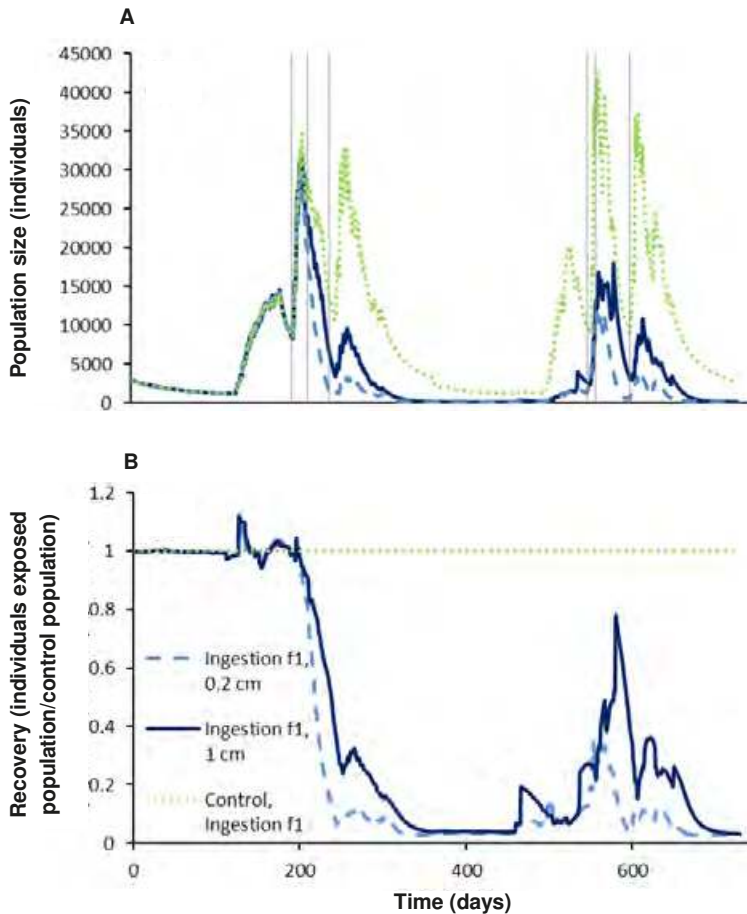 A
Population size (individuals)
45000
40000
35000
30000
25000
20000
15000
10000
5000
0
B
Recovery (individuals exposed
population/control population)
1.2
1
0.8
0.6
0.4
0.2
0
Ingestion f1,
0.2 cm
Ingestion f1,
1 cm
Control,
Ingestion f1
0 200 400 600
Time (days)